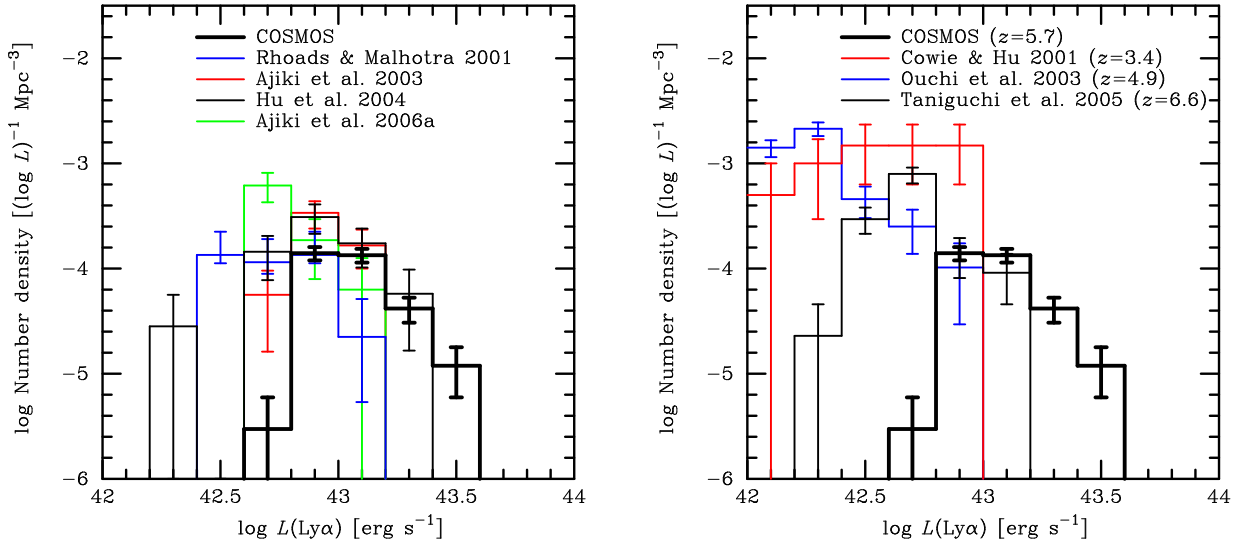 COSMOS
Rhoads & Malhotra 2001
Ajiki et al. 2003
Hu et al. 2004
Ajiki et al. 2006a
log Number density [(log L)⁻¹ Mpc⁻³]
−2
−3
−4
−5
−6
42
42.5
43
43.5
44
log L(Lyα) [erg s⁻¹]
COSMOS (z=5.7)
Cowie & Hu 2001 (z=3.4)
Ouchi et al. 2003 (z=4.9)
Taniguchi et al. 2005 (z=6.6)
log Number density [(log L)⁻¹ Mpc⁻³]
−2
−3
−4
−5
−6
42
42.5
43
43.5
44
log L(Lyα) [erg s⁻¹]